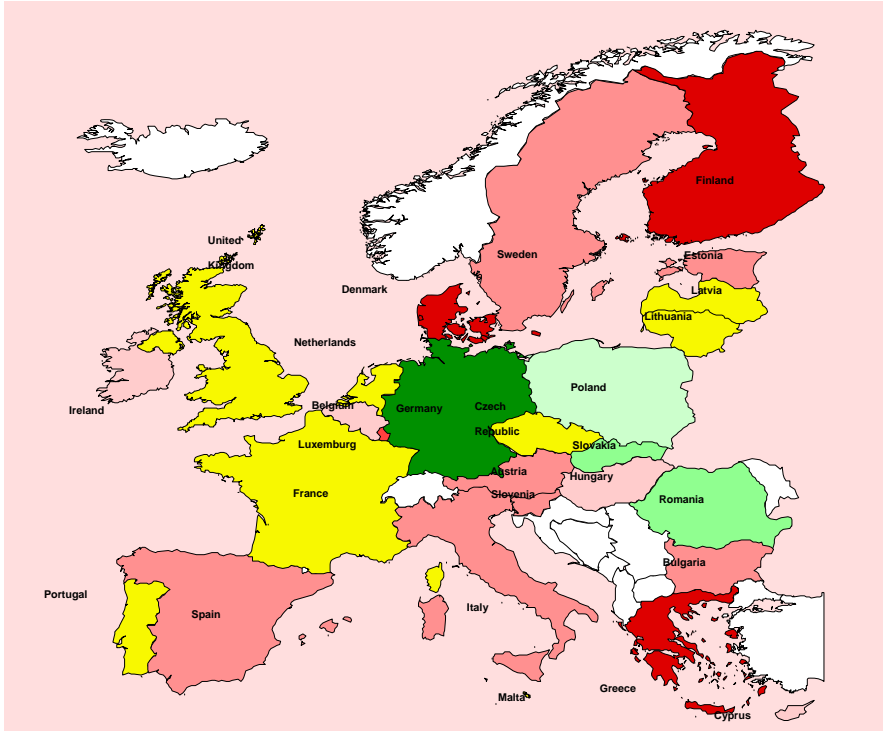 Finland
United
Kingdom
Sweden
Estonia
Denmark
Latvia
Lithuania
Netherlands
Poland
Ireland
Belgium
Germany
Czech
Republic
Luxemburg
Slovakia
Austria
Hungary
France
Slovenia
Romania
Bulgaria
Portugal
Spain
Italy
Greece
Malta
Cyprus